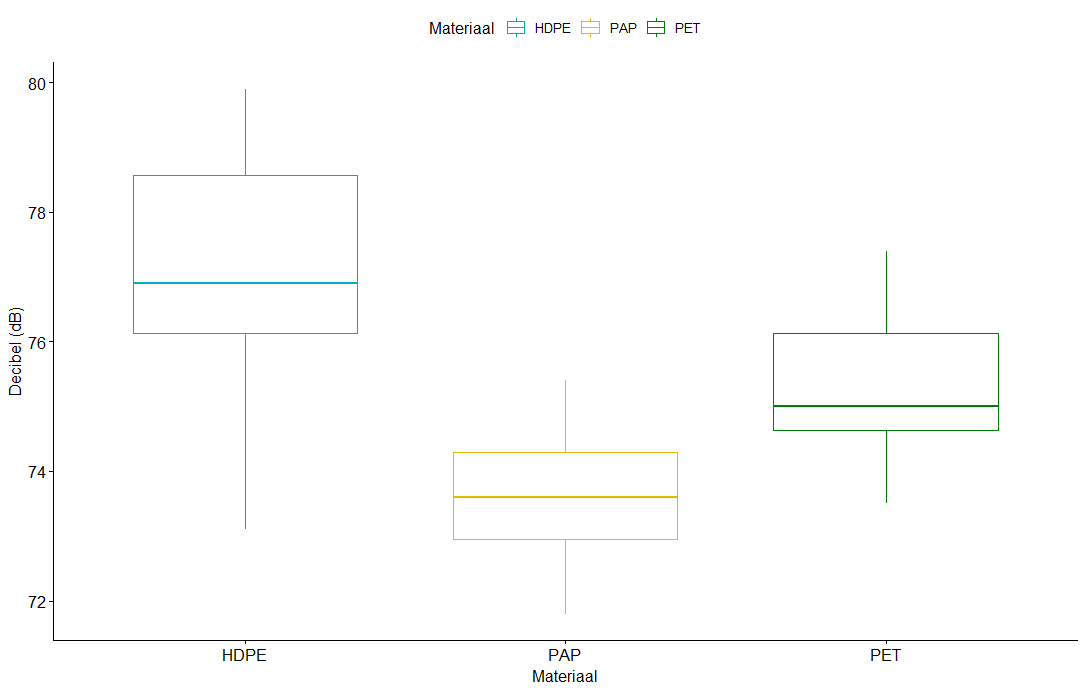 Materiaal HDPE PAP PET
80
78
76
74
72
Decibel (dB)
HDPE PAP PET
Materiaal